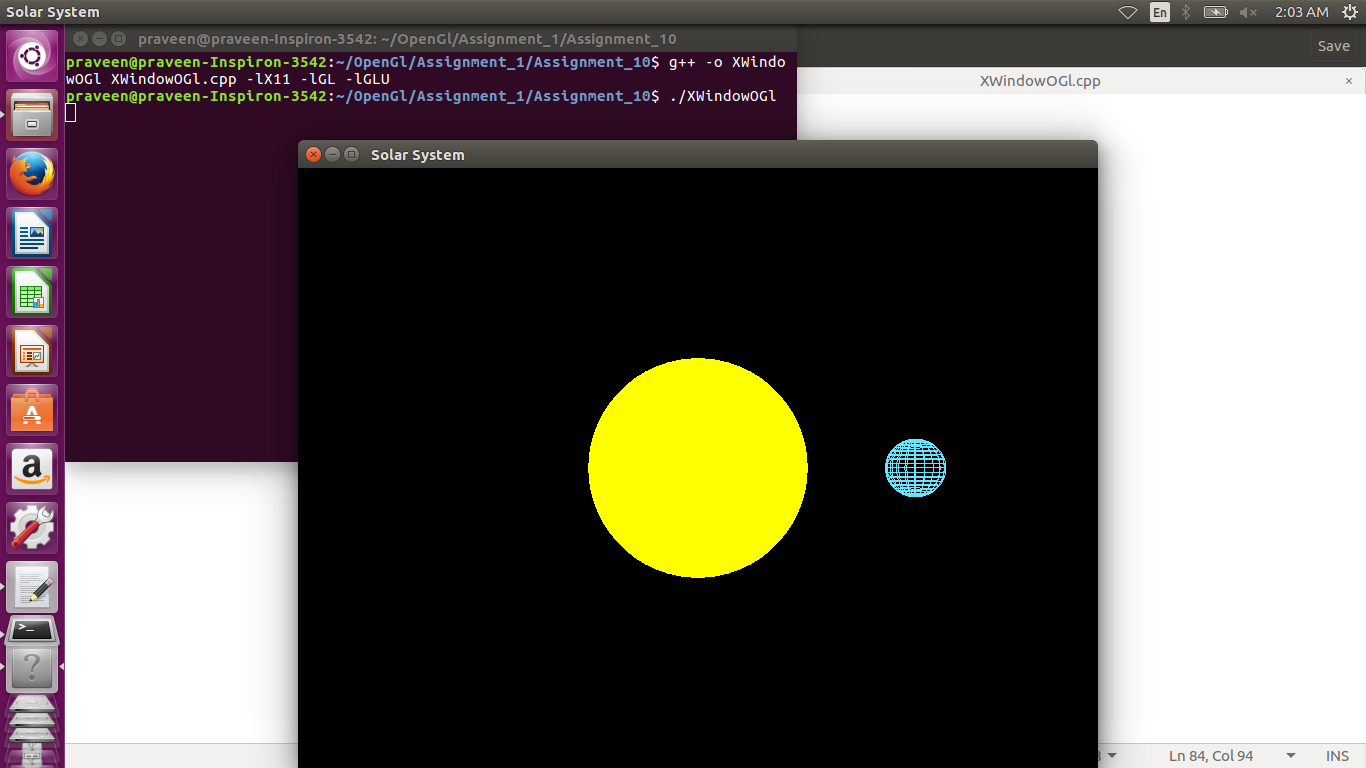 Solar System
En
2:03 AM
praveen@praveen-Inspiron-3542: ~/OpenGl/Assignment_1/Assignment_10
Save
praveen@praveen-Inspiron-3542:~/OpenGl/Assignment_1/Assignment_10$ g++ -o XWindo
wOGl XWindowOGl.cpp -lX11 -lGL -lGLU
praveen@praveen-Inspiron-3542:~/OpenGl/Assignment_1/Assignment_10$ ./XWindowOGl
XWindowOGl.cpp
Solar System
Ln 84, Col 94
INS